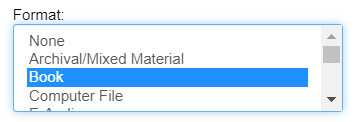 Format:
None
Archival/Mixed Material
Book
Computer File